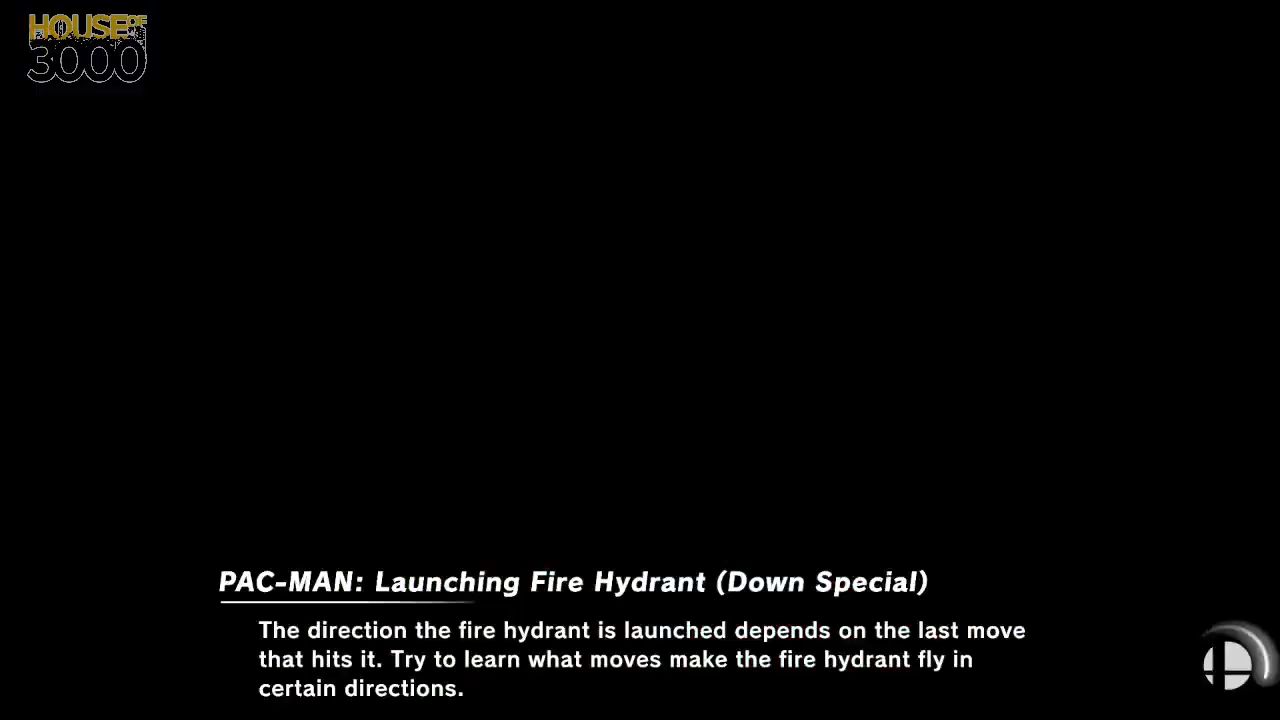 HOUSE OF
3000
PAC-MAN: Launching Fire Hydrant (Down Special)
The direction the fire hydrant is launched depends on the last move
that hits it. Try to learn what moves make the fire hydrant fly in
certain directions.